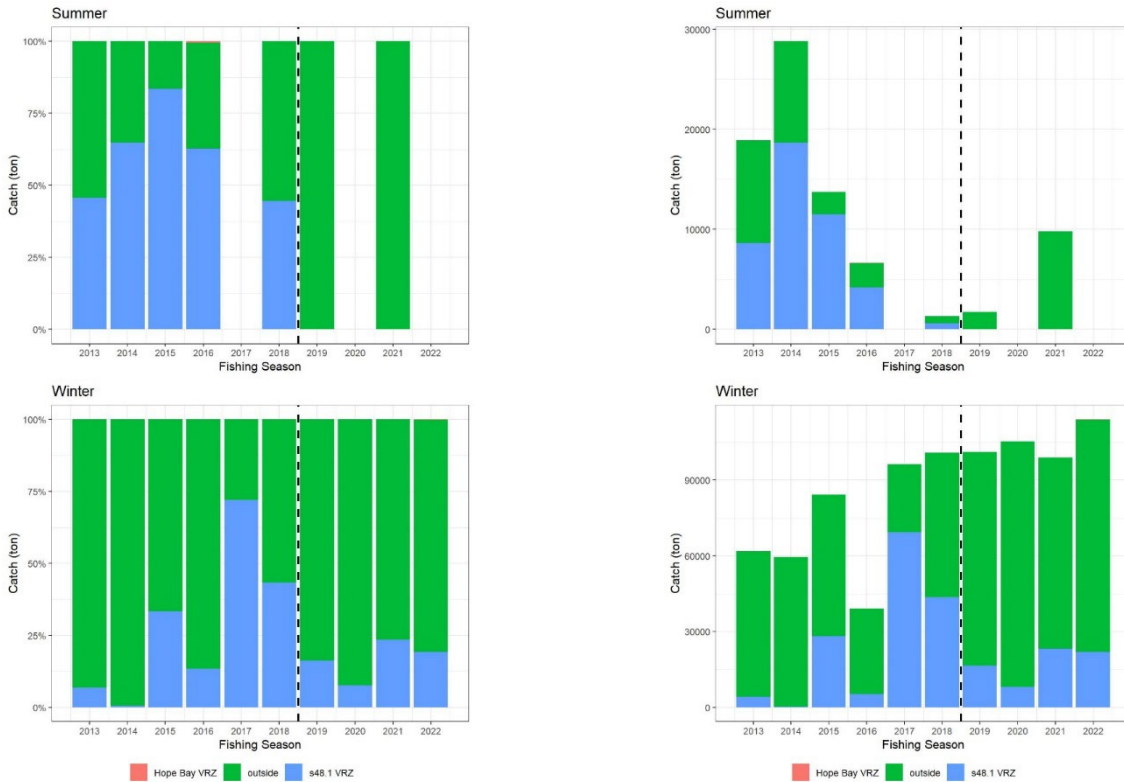 Summer
100%
75%
50%
25%
0%
Catch (ton)
2013 2014 2015 2016 2017 2018 2019 2020 2021 2022
Fishing Season
Summer
30000
20000
10000
0
Catch (ton)
2013 2014 2015 2016 2017 2018 2019 2020 2021 2022
Fishing Season
Winter
100%
75%
50%
25%
0%
Catch (ton)
2013 2014 2015 2016 2017 2018 2019 2020 2021 2022
Fishing Season
Hope Bay VRZ outside s48.1 VRZ
Winter
90000
60000
30000
0
Catch (ton)
2013 2014 2015 2016 2017 2018 2019 2020 2021 2022
Fishing Season
Hope Bay VRZ outside s48.1 VRZ